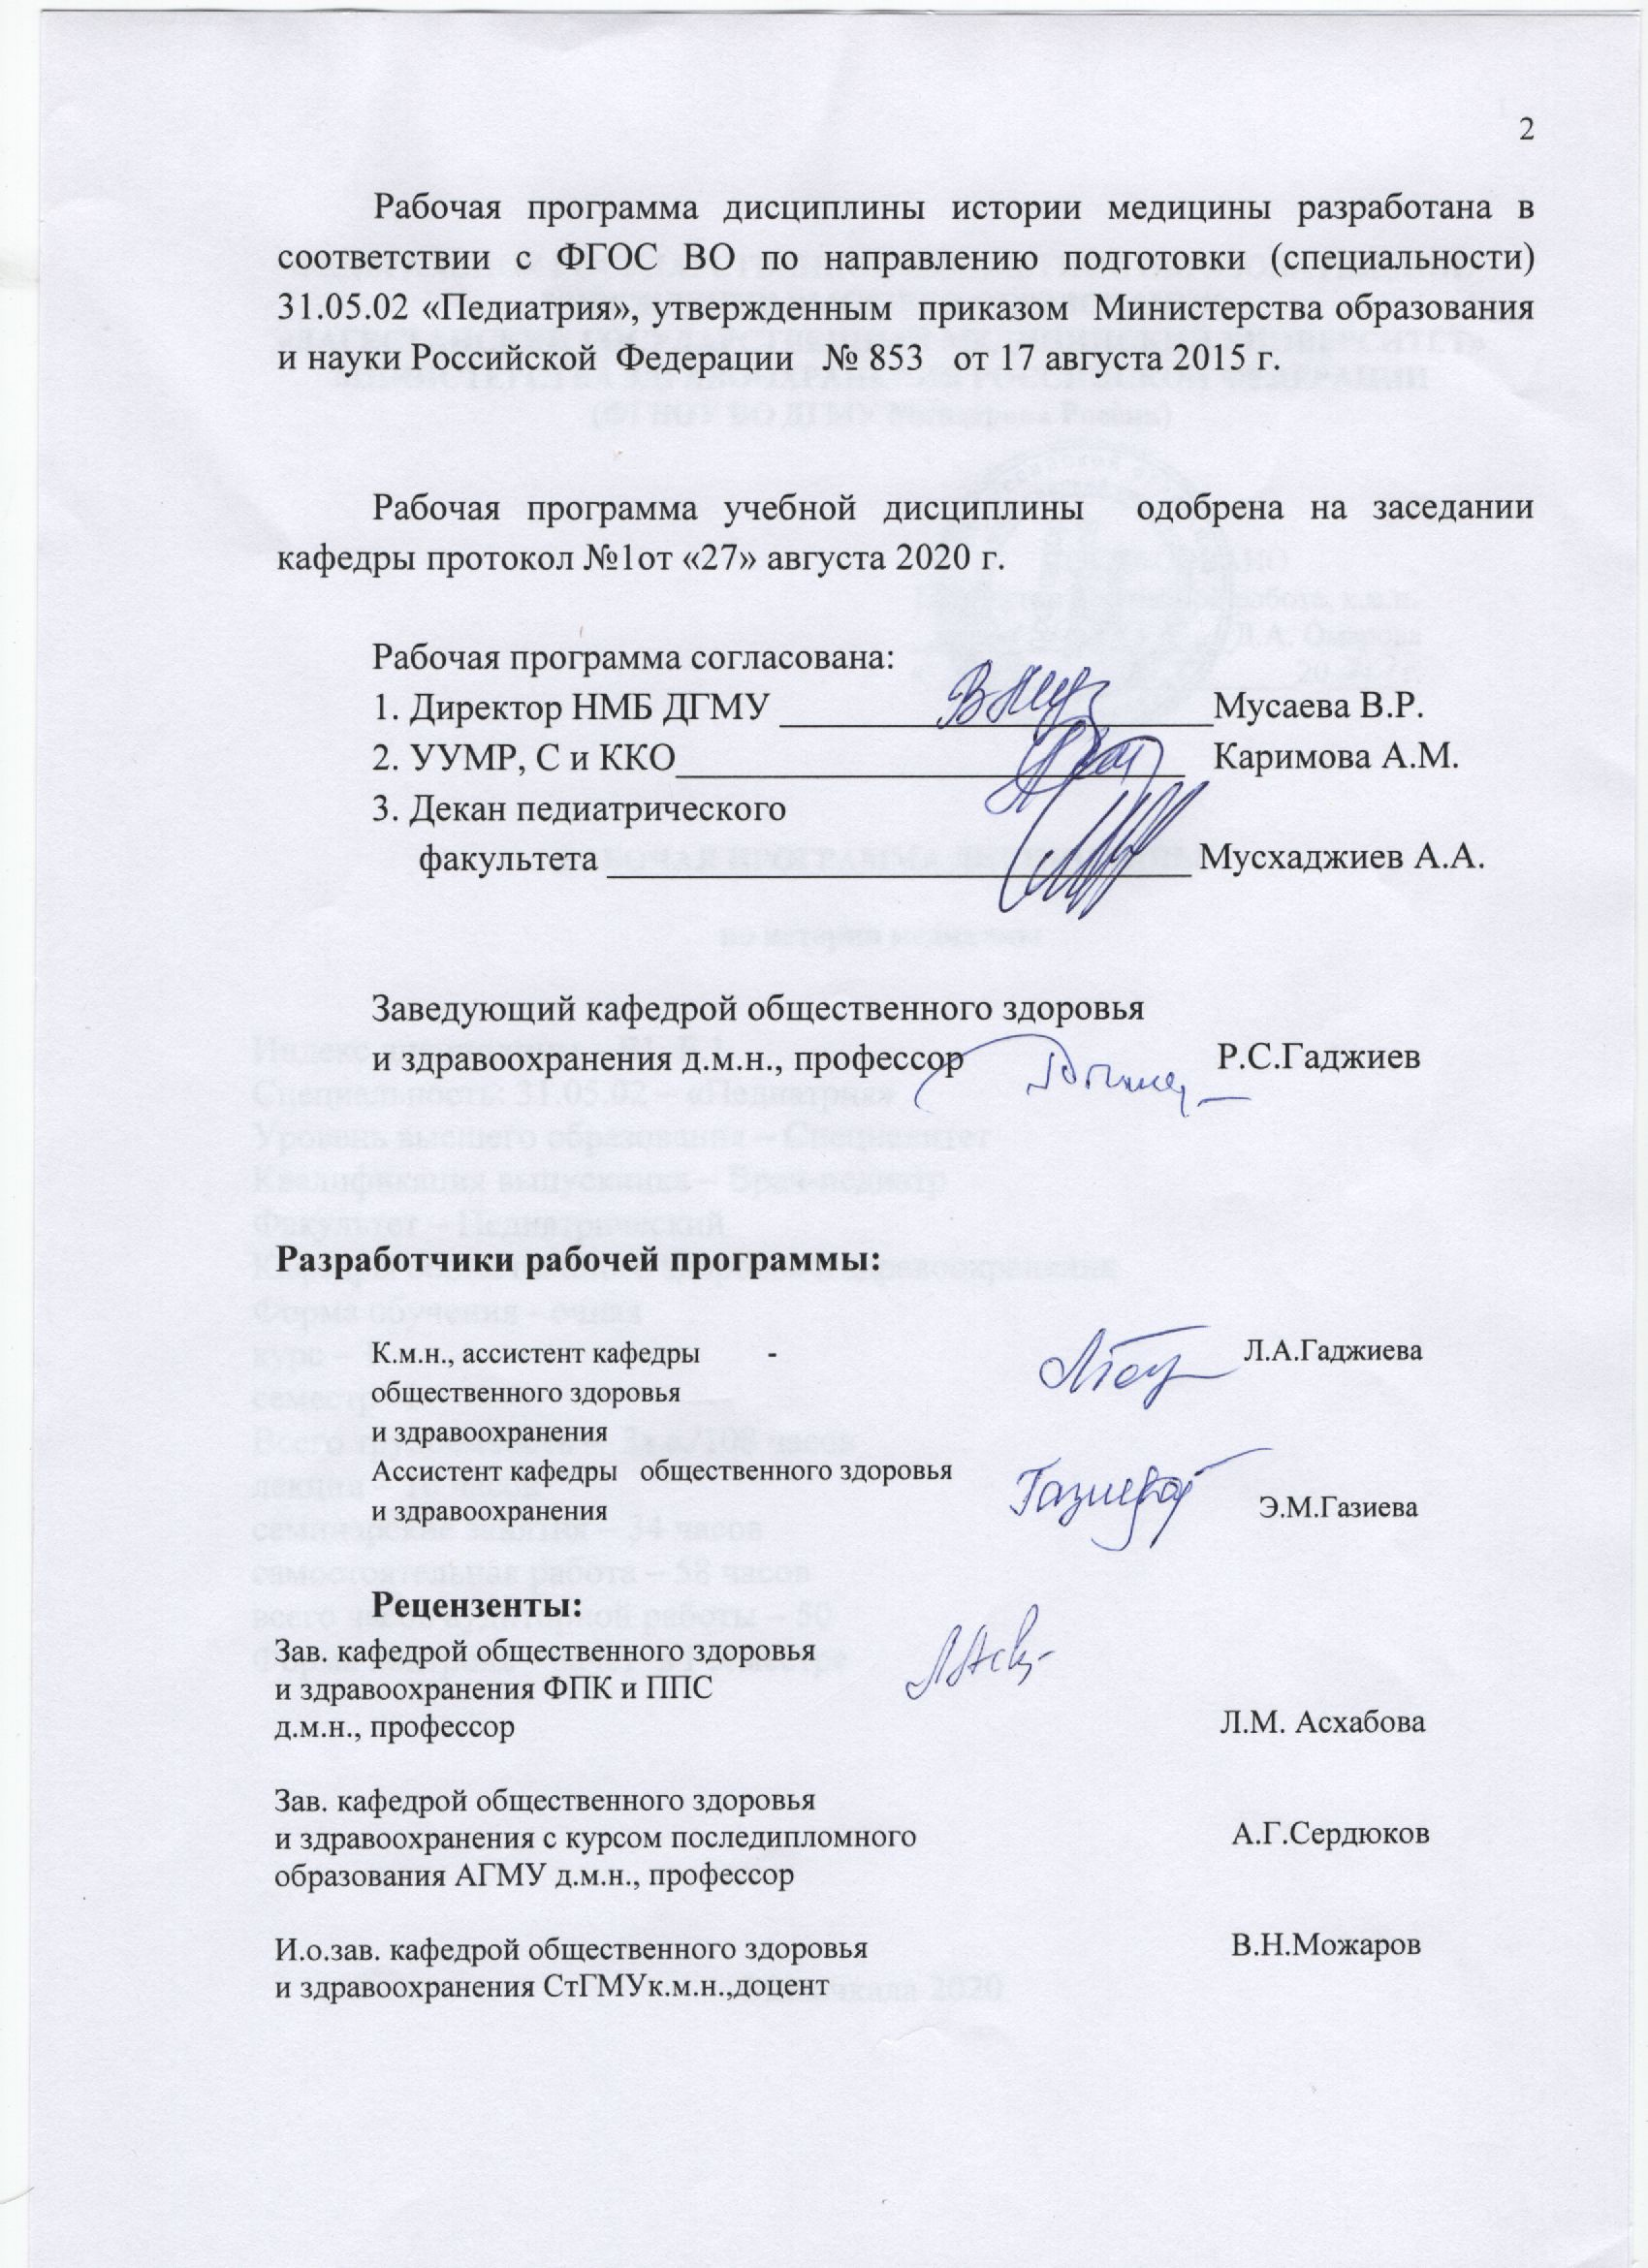 2
Рабочая программа дисциплины истории медицины разработана в
соответствии с ФГОС ВО по направлению подготовки (специальности)
31.05.02 «Педиатрия», утвержденным приказом Министерства образования
и науки Российской Федерации № 853 от 17 августа 2015 г.
Рабочая программа учебной дисциплины одобрена на заседании
кафедры протокол №1от «27» августа 2020 г.
Рабочая программа согласована:
1. Директор НМБ ДГМУ Мусаева В.Р.
2. УУМР, С и ККО Каримова А.М.
3. Декан педиатрического
факультета Мусхаджиев А.А.
Заведующий кафедрой общественного здоровья
и здравоохранения д.м.н., профессор Р.С.Гаджиев
Разработчики рабочей программы:
К.м.н., ассистент кафедры - Л.А.Гаджиева
общественного здоровья
и здравоохранения
Ассистент кафедры общественного здоровья
и здравоохранения Э.М.Газиева
Рецензенты:
Зав. кафедрой общественного здоровья
и здравоохранения ФПК и ППС
д.м.н., профессор Л.М. Асхабова
Зав. кафедрой общественного здоровья
и здравоохранения с курсом последипломного А.Г.Сердюков
образования АГМУ д.м.н., профессор
И.о.зав. кафедрой общественного здоровья В.Н.Можаров
и здравоохранения СтГМУк.м.н.,доцент